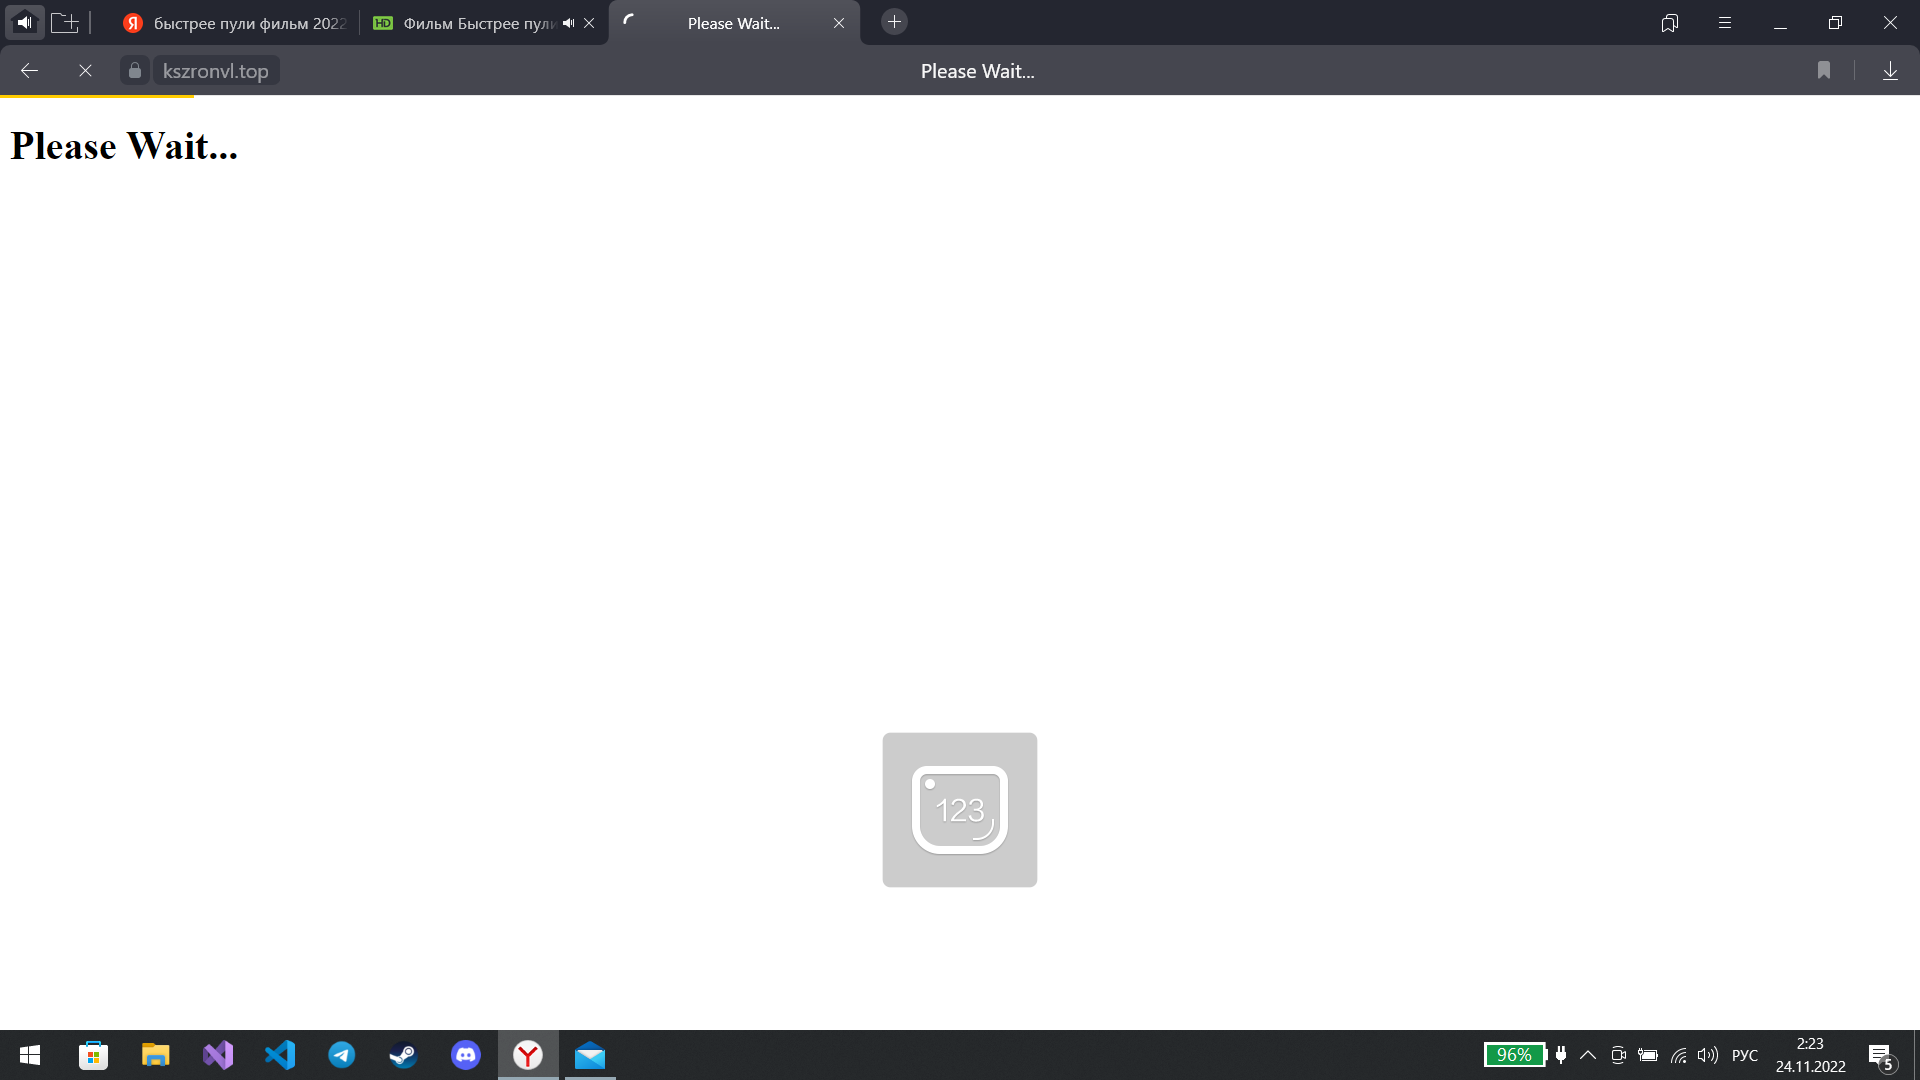 быстрее пули фильм 2022
HD Фильм Быстрее пули
Please Wait...
kszronvl.top
Please Wait...
Please Wait...
123
96%
РУС
2:23
24.11.2022
5